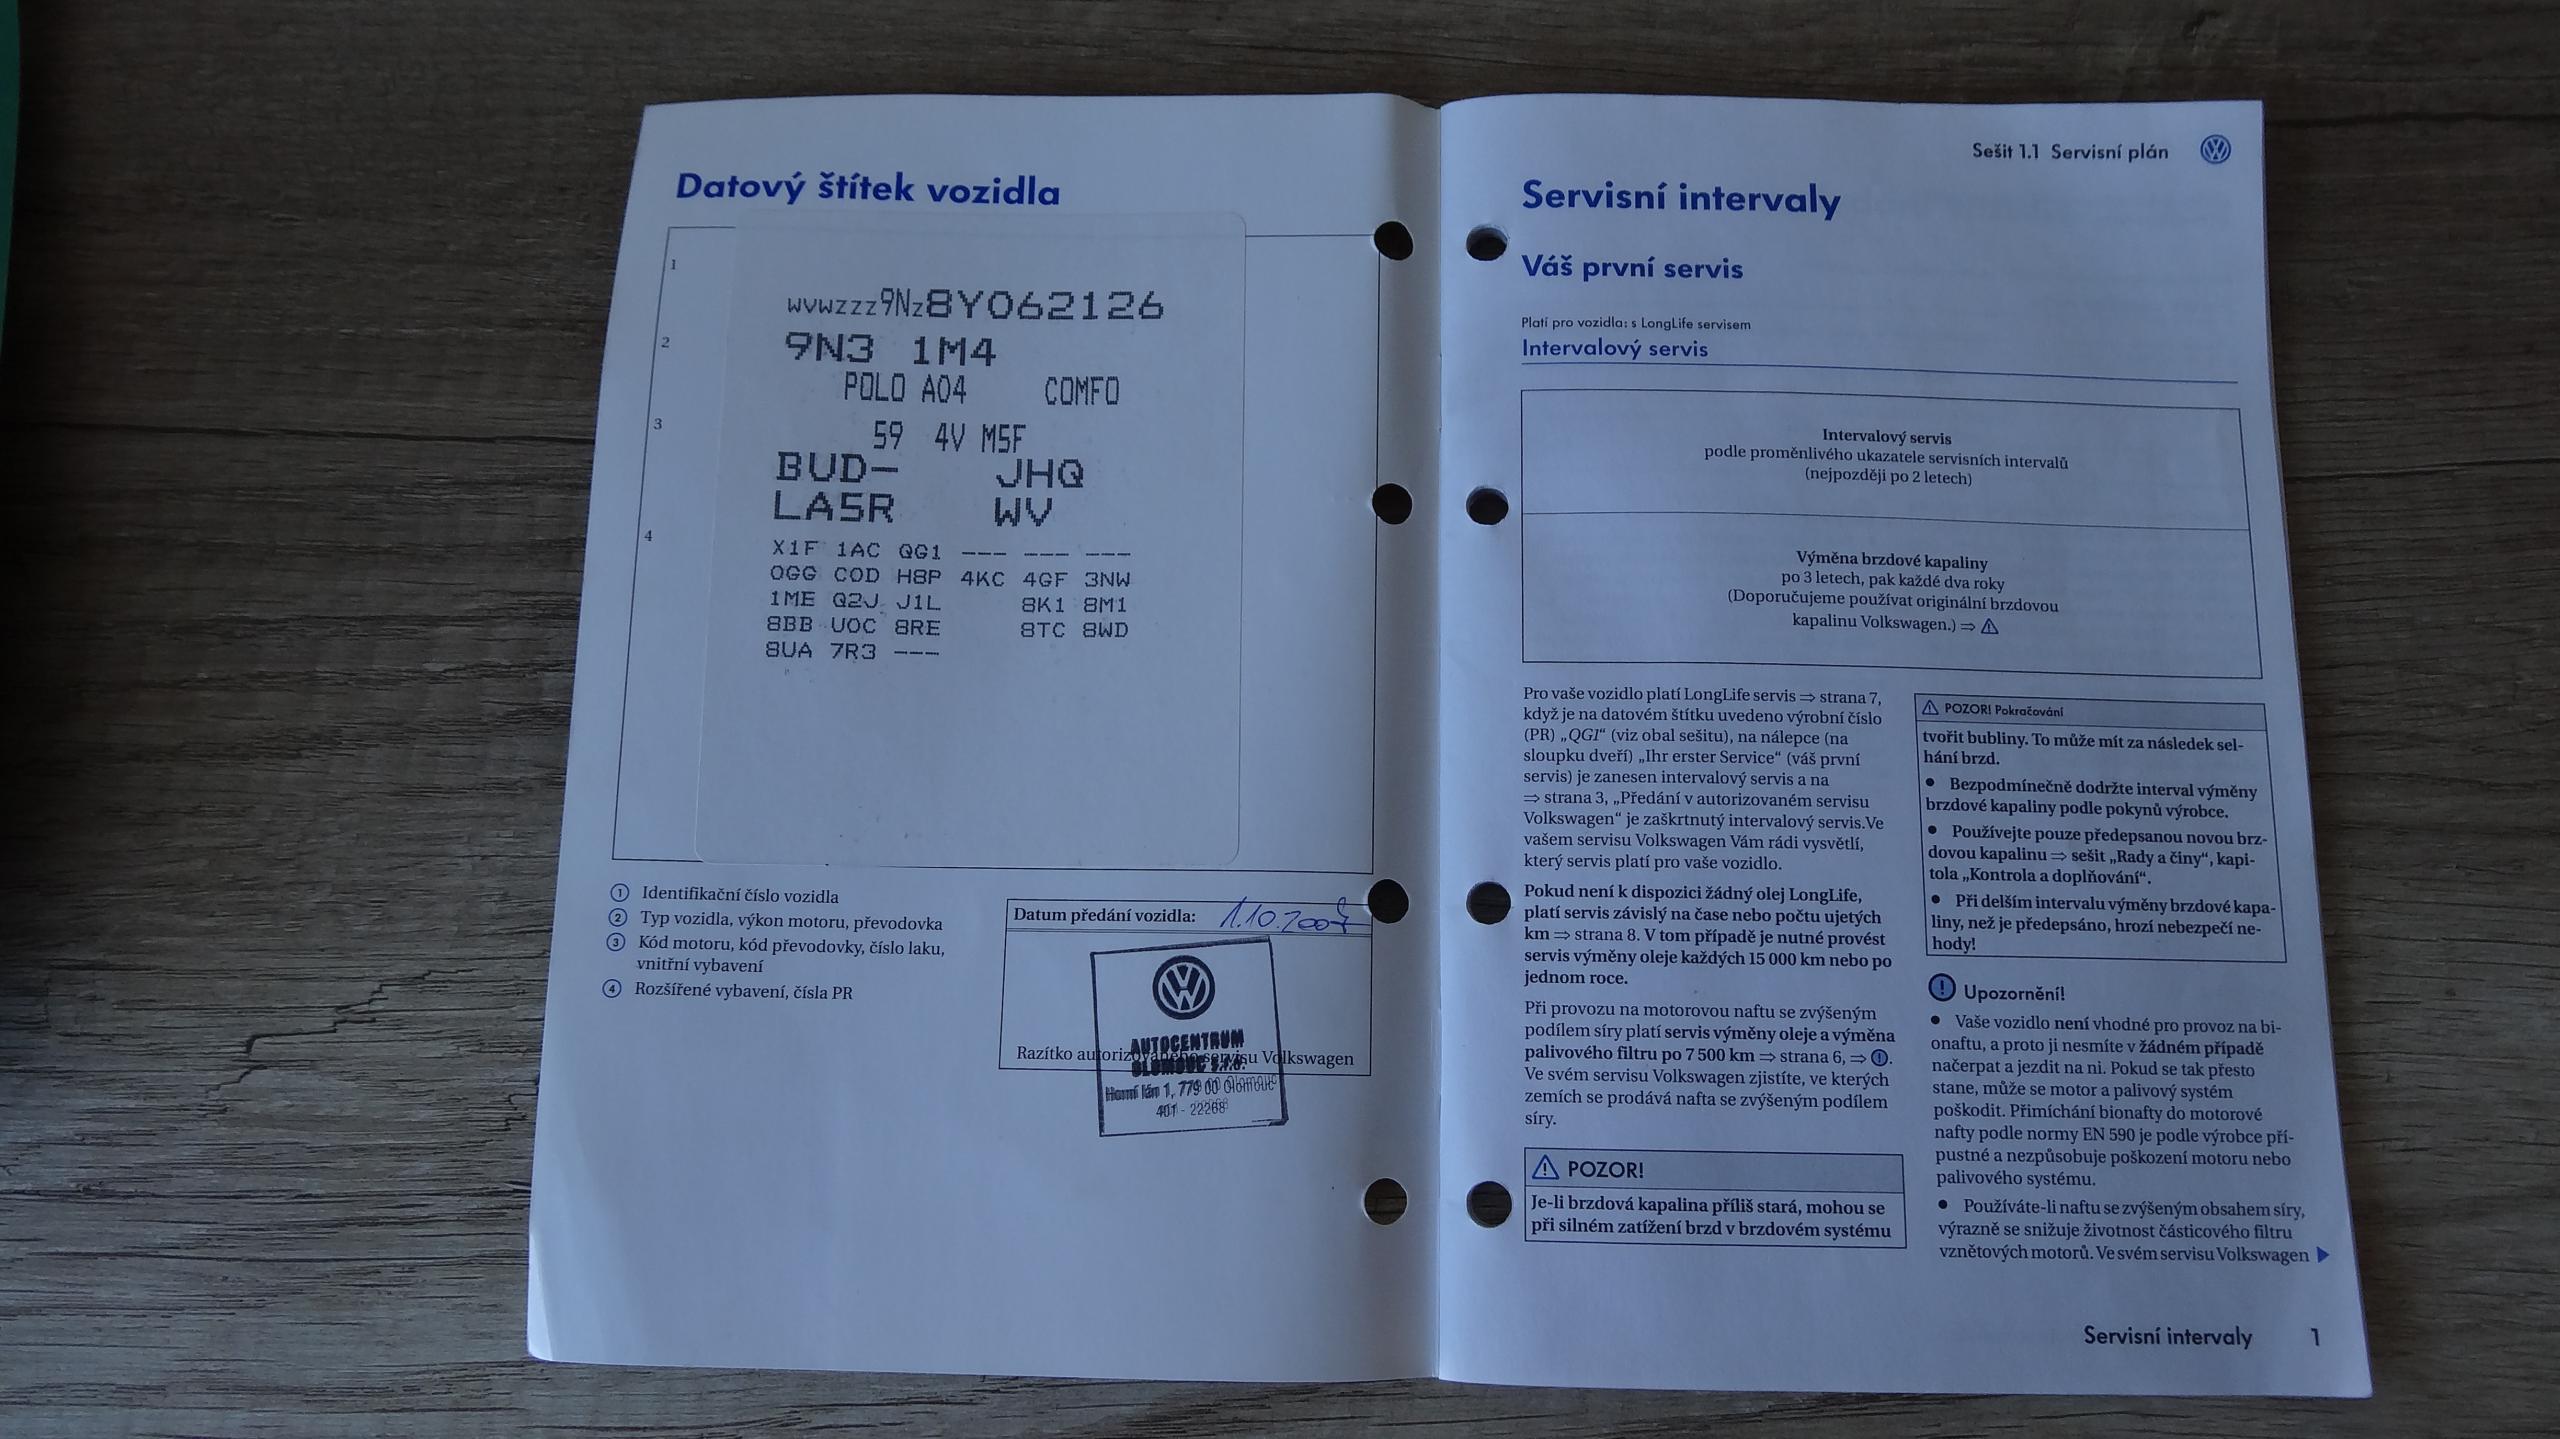 Datový štítek vozidla
1
WVWZZZ9NZ8Y062126
2
9N3 1M4
POLO A04 COMFO
3
59 4V M5F
BUD- JHQ
LA5R WV
4
X1F 1AC QG1 --- --- ---
0GG C0D H8P 4KC 4GF 3NW
1ME Q2J J1L 8K1 8M1
8BB U0C 8RE 8TC 8WD
8UA 7R3 ---
1 Identifikační číslo vozidla
2 Typ vozidla, výkon motoru, převodovka
3 Kód motoru, kód převodovky, číslo laku,
vnitřní vybavení
4 Rozšířené vybavení, čísla PR
Datum předání vozidla: 1.10.2007
AUTOCENTRUM
OLOMOUC s.r.o.
Razítko autorizovaného servisu Volkswagen
Horní lán 1, 779 00 Olomouc
401 - 22268
Sešit 1.1 Servisní plán
Servisní intervaly
Váš první servis
Platí pro vozidla: s LongLife servisem
Intervalový servis
Intervalový servis
podle proměnlivého ukazatele servisních intervalů
(nejpozději po 2 letech)
Výměna brzdové kapaliny
po 3 letech, pak každé dva roky
(Doporučujeme používat originální brzdovou
kapalinu Volkswagen.) ⇒ ⚠
Pro vaše vozidlo platí LongLife servis ⇒ strana 7,
když je na datovém štítku uvedeno výrobní číslo
(PR) „QG1“ (viz obal sešitu), na nálepce (na
sloupku dveří) „Ihr erster Service“ (váš první
servis) je zanesen intervalový servis a na
⇒ strana 3, „Předání v autorizovaném servisu
Volkswagen“ je zaškrtnutý intervalový servis.Ve
vašem servisu Volkswagen Vám rádi vysvětlí,
který servis platí pro vaše vozidlo.
Pokud není k dispozici žádný olej LongLife,
platí servis závislý na čase nebo počtu ujetých
km ⇒ strana 8. V tom případě je nutné provést
servis výměny oleje každých 15 000 km nebo po
jednom roce.
Při provozu na motorovou naftu se zvýšeným
podílem síry platí servis výměny oleje a výměna
palivového filtru po 7 500 km ⇒ strana 6, ⇒ !.
Ve svém servisu Volkswagen zjistíte, ve kterých
zemích se prodává nafta se zvýšeným podílem
síry.
⚠ POZOR!
Je-li brzdová kapalina příliš stará, mohou se
při silném zatížení brzd v brzdovém systému
⚠ POZOR! Pokračování
tvořit bubliny. To může mít za následek sel-
hání brzd.
• Bezpodmínečně dodržte interval výměny
brzdové kapaliny podle pokynů výrobce.
• Používejte pouze předepsanou novou brz-
dovou kapalinu ⇒ sešit „Rady a činy“, kapi-
tola „Kontrola a doplňování“.
• Při delším intervalu výměny brzdové kapa-
liny, než je předepsáno, hrozí nebezpečí ne-
hody!
! Upozornění!
• Vaše vozidlo není vhodné pro provoz na bi-
onaftu, a proto ji nesmíte v žádném případě
načerpat a jezdit na ni. Pokud se tak přesto
stane, může se motor a palivový systém
poškodit. Přimíchání bionafty do motorové
nafty podle normy EN 590 je podle výrobce pří-
pustné a nezpůsobuje poškození motoru nebo
palivového systému.
• Používáte-li naftu se zvýšeným obsahem síry,
výrazně se snižuje životnost částicového filtru
vznětových motorů. Ve svém servisu Volkswagen ▶
Servisní intervaly 1